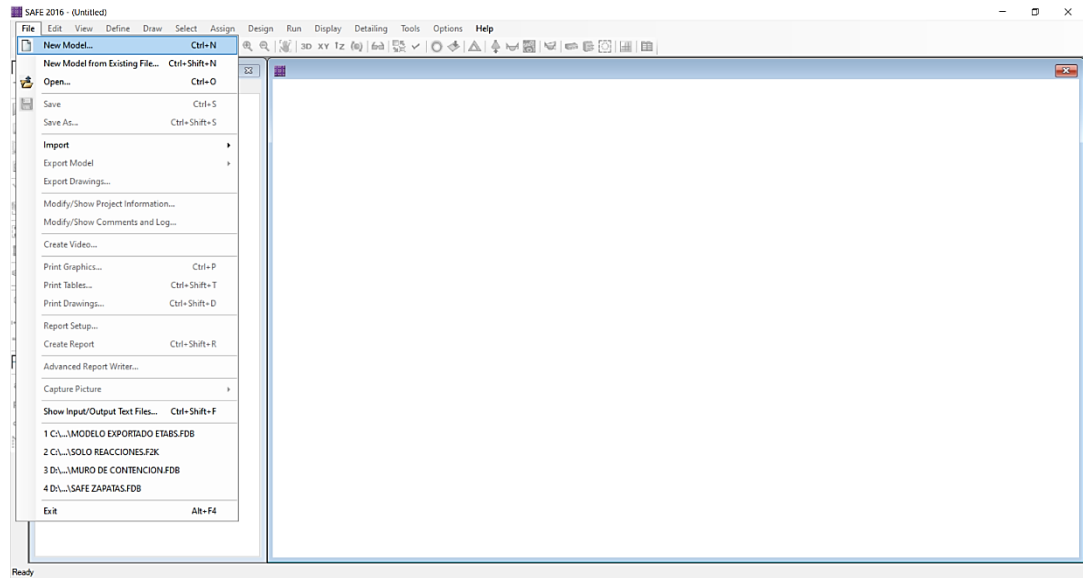 SAFE 2016 - (Untitled)
File Edit View Define Draw Select Assign Design Run Display Detailing Tools Options Help
New Model... Ctrl+N
3D XY
New Model from Existing File... Ctrl+Shift+N
Open... Ctrl+O
Save Ctrl+S
Save As... Ctrl+Shift+S
Import
Export Model
Export Drawings...
Modify/Show Project Information...
Modify/Show Comments and Log...
Create Video...
Print Graphics... Ctrl+P
Print Tables... Ctrl+Shift+T
Print Drawings... Ctrl+Shift+D
Report Setup...
Create Report Ctrl+Shift+R
Advanced Report Writer...
Capture Picture
Show Input/Output Text Files... Ctrl+Shift+F
1 C:\...\MODELO EXPORTADO ETABS.FDB
2 C:\...\SOLO REACCIONES.F2K
3 D:\...\MURO DE CONTENCION.FDB
4 D:\...\SAFE ZAPATAS.FDB
Exit Alt+F4
Ready